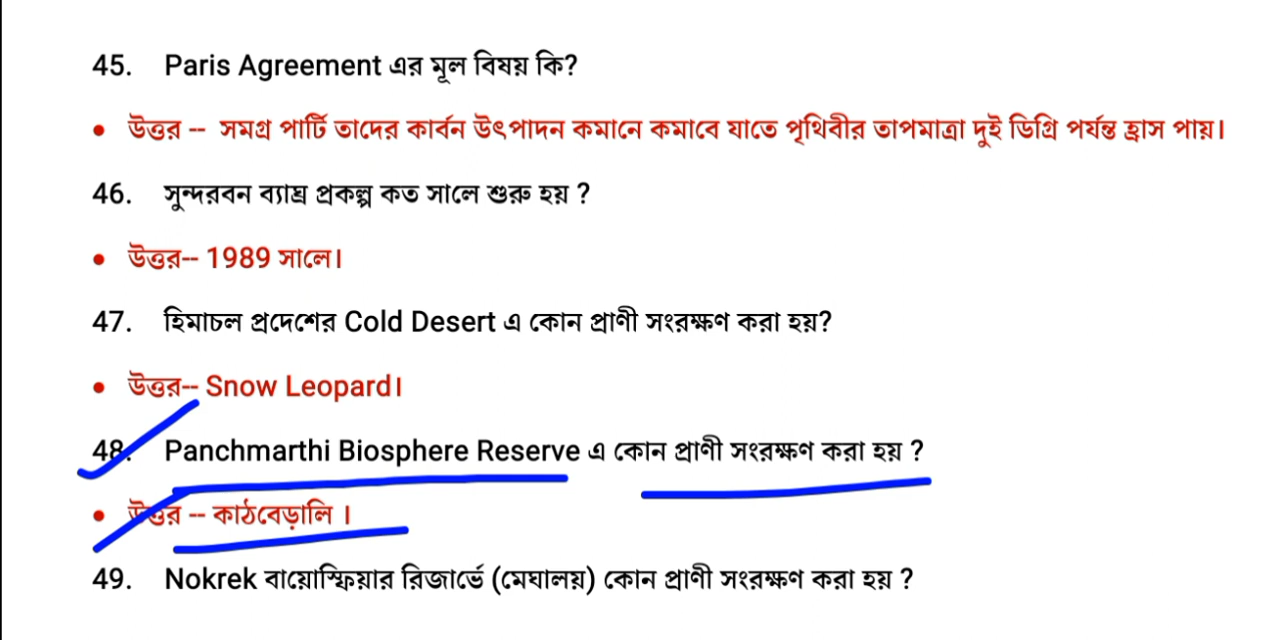 45. Paris Agreement এর মূল বিষয় কি?
• উত্তর -- সমগ্র পার্টি তাদের কার্বন উৎপাদন কমানে কমাবে যাতে পৃথিবীর তাপমাত্রা দুই ডিগ্রি পর্যন্ত হ্রাস পায়।
46. সুন্দরবন ব্যাঘ্র প্রকল্প কত সালে শুরু হয় ?
• উত্তর-- 1989 সালে।
47. হিমাচল প্রদেশের Cold Desert এ কোন প্রাণী সংরক্ষণ করা হয়?
• উত্তর-- Snow Leopard।
48. Panchmarthi Biosphere Reserve এ কোন প্রাণী সংরক্ষণ করা হয় ?
• উত্তর -- কাঠবেড়ালি ।
49. Nokrek বায়োস্ফিয়ার রিজার্ভে (মেঘালয়) কোন প্রাণী সংরক্ষণ করা হয় ?